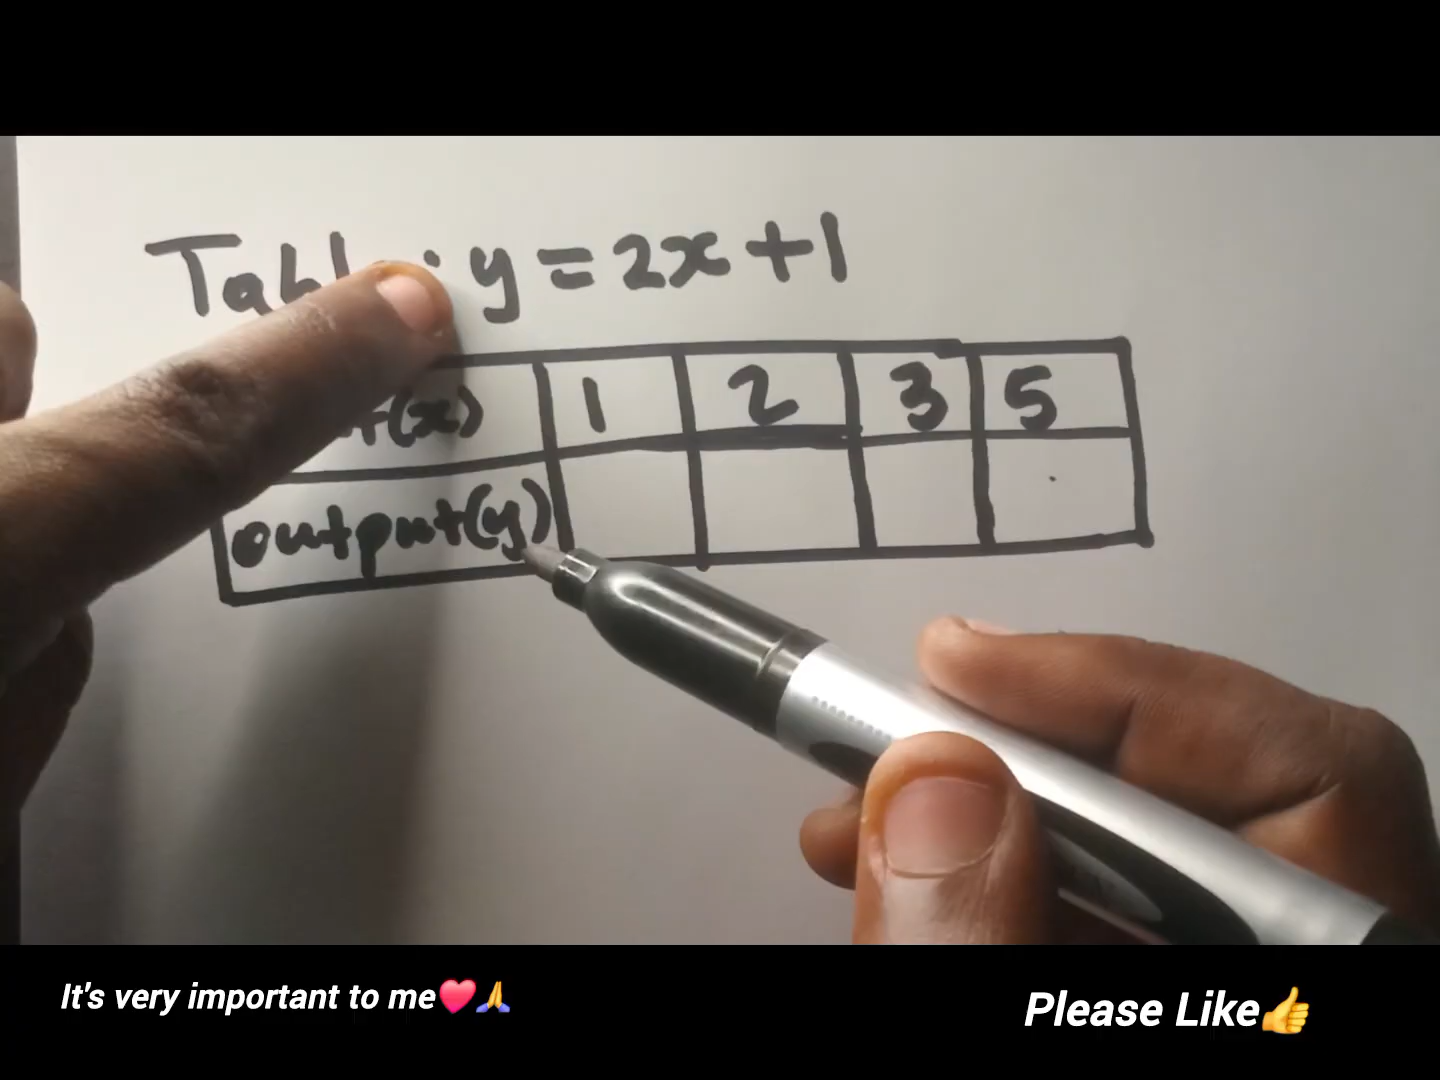 y = 2x + 1
1 2 3 5
output(y)
It's very important to me❤️🙏
Please Like👍